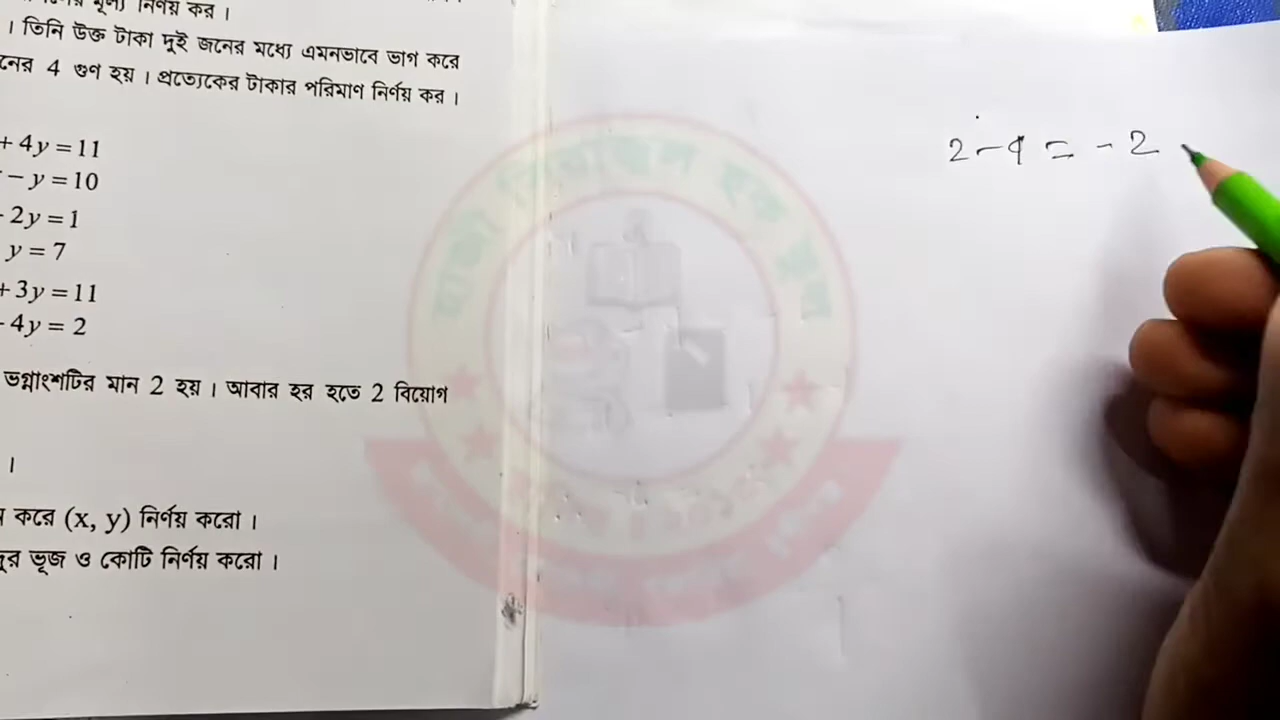 মূল্য নির্ণয় কর ।
। তিনি উক্ত টাকা দুই জনের মধ্যে এমনভাবে ভাগ করে
নের 4 গুণ হয় । প্রত্যেকের টাকার পরিমাণ নির্ণয় কর ।
+ 4y = 11
- y = 10
- 2y = 1
y = 7
+ 3y = 11
- 4y = 2
ভগ্নাংশটির মান 2 হয় । আবার হর হতে 2 বিয়োগ
।
করে (x, y) নির্ণয় করো ।
দুর ভূজ ও কোটি নির্ণয় করো ।
2 - 4 = - 2